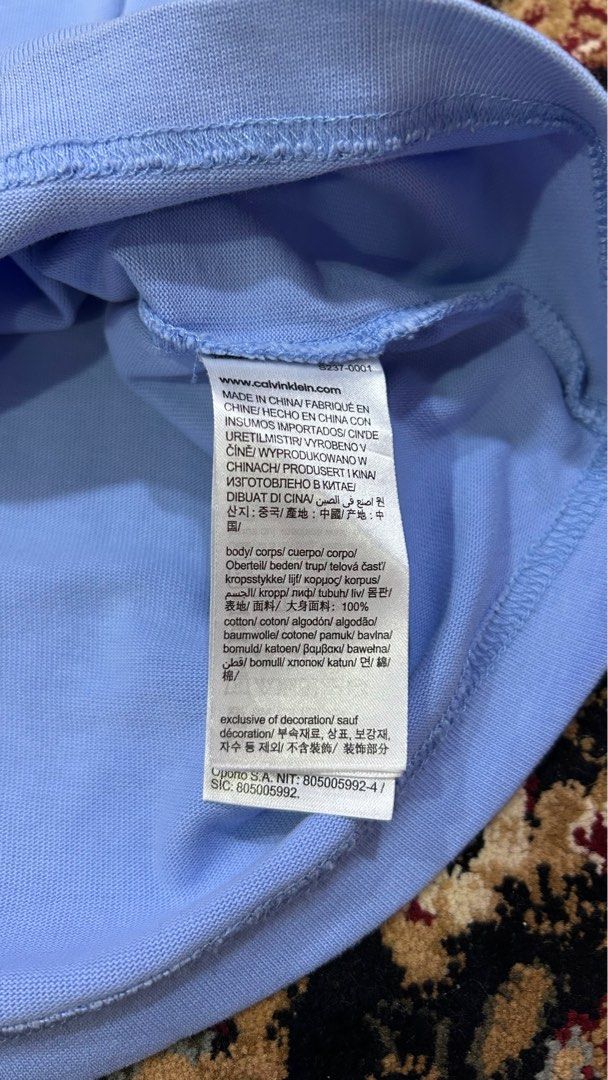 S237-0001
www.calvinklein.com
MADE IN CHINA/ FABRIQUÉ EN
CHINE/ HECHO EN CHINA CON
INSUMOS IMPORTADOS/ CIN'DE
URETILMISTIR/ VYROBENO V
ČÍNĚ/ WYPRODUKOWANO W
CHINACH/ PRODUSERT I KINA/
ИЗГОТОВЛЕНО В КИТАЕ/
DIBUAT DI CINA/ اصنع في الصين/ 원
산지 : 중국/ 產地 : 中國/ 产地 : 中
国/
body/ corps/ cuerpo/ corpo/
Oberteil/ beden/ trup/ telová časť/
kropsstykke/ lijf/ κορμος/ korpus/
الجسم/ kropp/ лиф/ tubuh/ liv/ 몸판/
表地/ 面料/ 大身面料: 100%
cotton/ coton/ algodón/ algodão/
baumwolle/ cotone/ pamuk/ bavlna/
bomuld/ katoen/ βαμβακι/ bawełna/
قطن/ bomull/ хлопок/ katun/ 면/ 綿/
棉/
exclusive of decoration/ sauf
décoration/ 부속재료, 상표, 보강재,
자수 등 제외/ 不含裝飾/ 装饰部分
Oporto S.A. NIT: 805005992-4 /
SIC: 805005992.